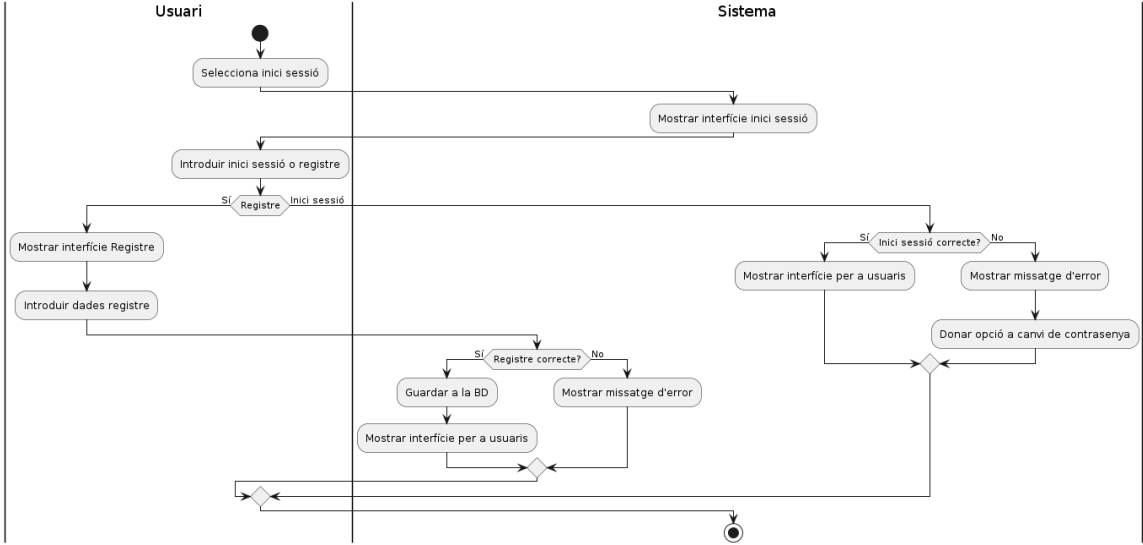 Usuari
Sistema
Selecciona inici sessió
Mostrar interfície inici sessió
Introduir inici sessió o registre
Sí
Registre
Inici sessió
Mostrar interfície Registre
Introduir dades registre
Sí
Inici sessió correcte?
No
Mostrar interfície per a usuaris
Mostrar missatge d'error
Donar opció a canvi de contrasenya
Sí
Registre correcte?
No
Guardar a la BD
Mostrar missatge d'error
Mostrar interfície per a usuaris